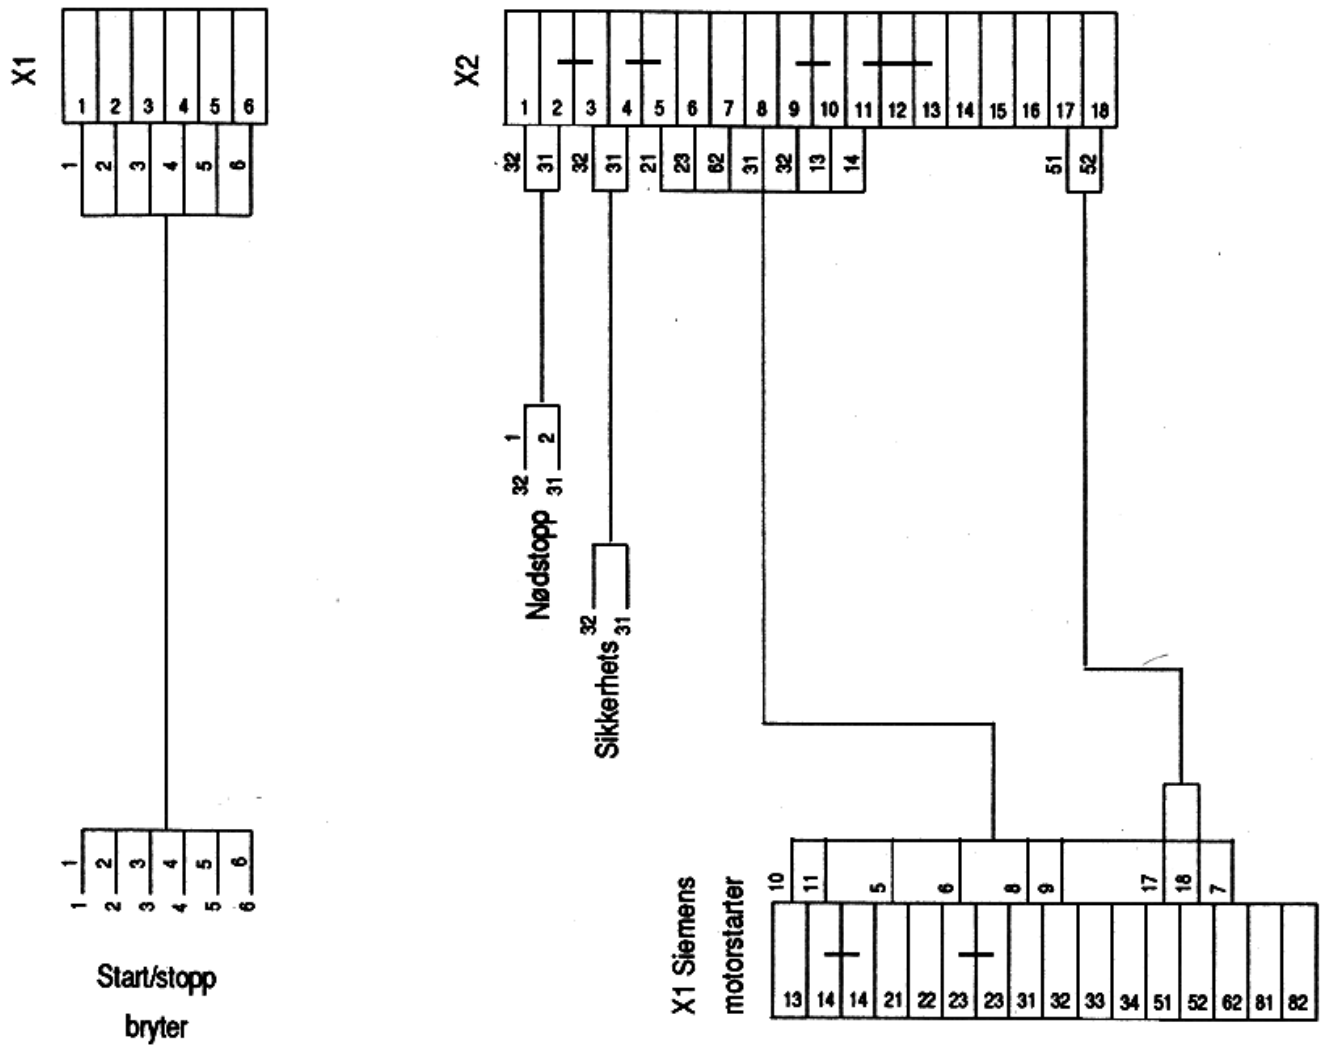 X1
1 2 3 4 5 6
1 2 3 4 5 6
1 2 3 4 5 6
1 2 3 4 5 6
Start/stopp
bryter
X2
1 2 3 4 5 6 7 8 9 10 11 12 13 14 15 16 17 18
32 31 32 31 21 23 62 31 32 13 14 51 52
1 2
32 31
Nødstopp
32 31
Sikkerhets
X1 Siemens
motorstarter
10 11 5 6 8 9 17 18 7
13 14 14 21 22 23 23 31 32 33 34 51 52 62 81 82